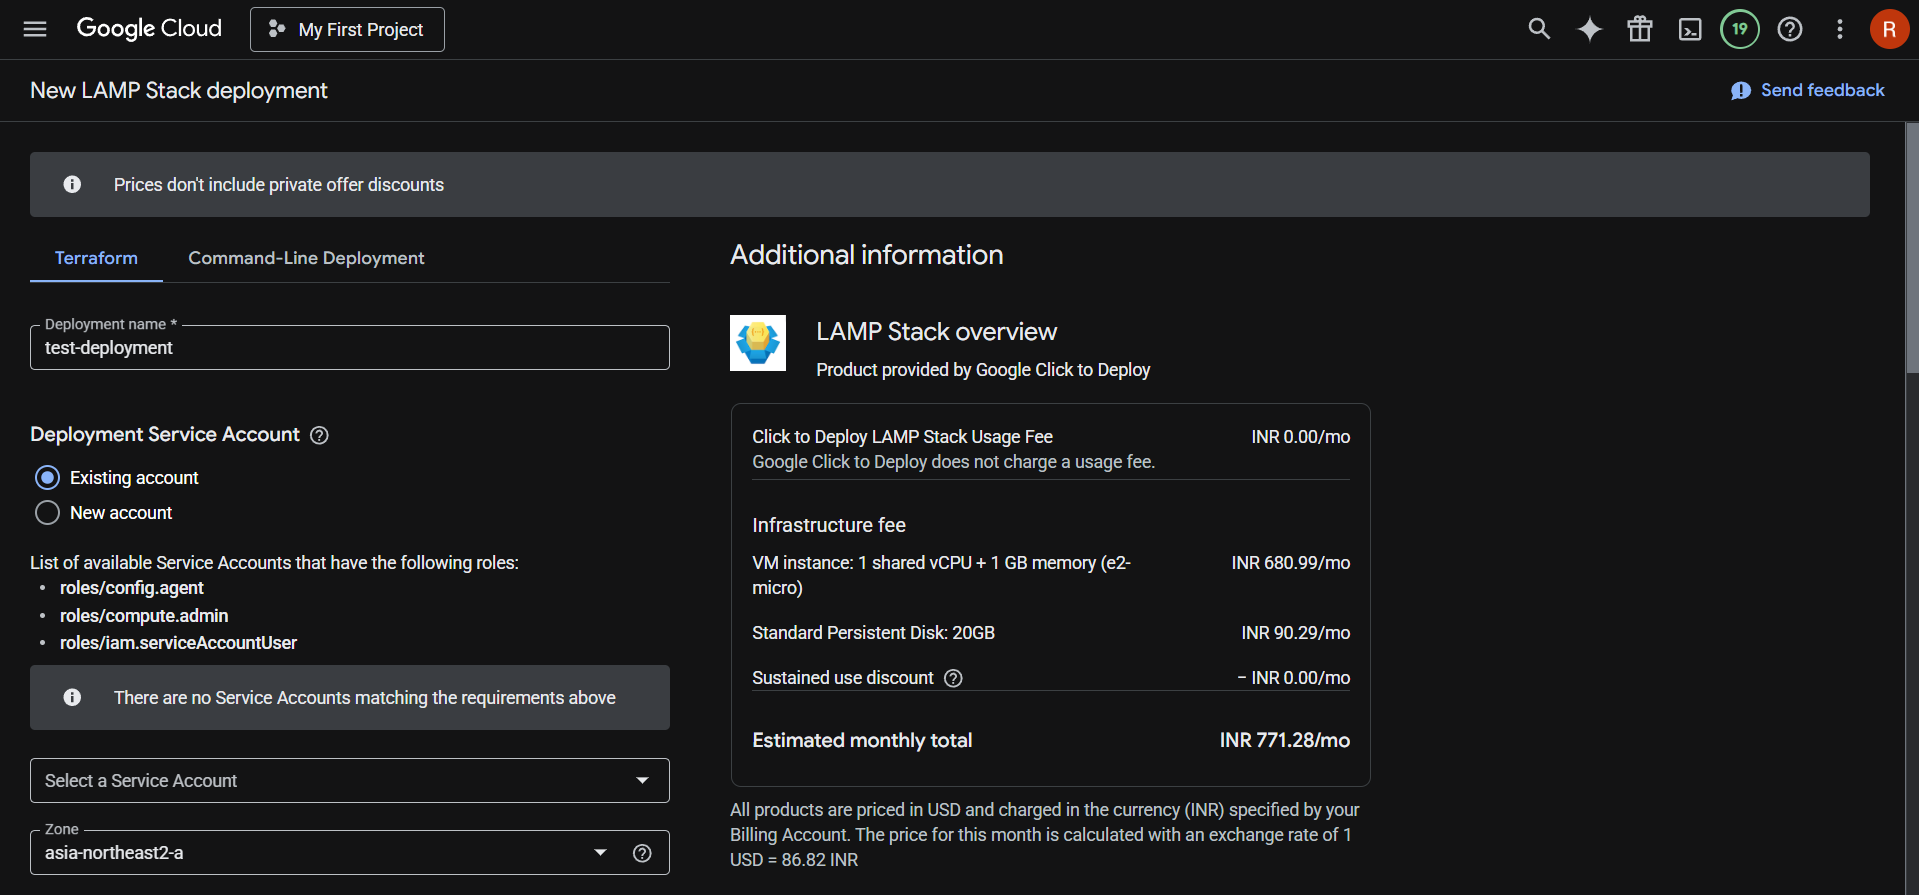 Google Cloud
My First Project
19
R
New LAMP Stack deployment
Send feedback
Prices don't include private offer discounts
Terraform
Command-Line Deployment
Deployment name *
test-deployment
Deployment Service Account
Existing account
New account
List of available Service Accounts that have the following roles:
• roles/config.agent
• roles/compute.admin
• roles/iam.serviceAccountUser
There are no Service Accounts matching the requirements above
Select a Service Account
Zone
asia-northeast2-a
Additional information
LAMP Stack overview
Product provided by Google Click to Deploy
Click to Deploy LAMP Stack Usage Fee INR 0.00/mo
Google Click to Deploy does not charge a usage fee.
Infrastructure fee
VM instance: 1 shared vCPU + 1 GB memory (e2- INR 680.99/mo
micro)
Standard Persistent Disk: 20GB INR 90.29/mo
Sustained use discount − INR 0.00/mo
Estimated monthly total INR 771.28/mo
All products are priced in USD and charged in the currency (INR) specified by your
Billing Account. The price for this month is calculated with an exchange rate of 1
USD = 86.82 INR